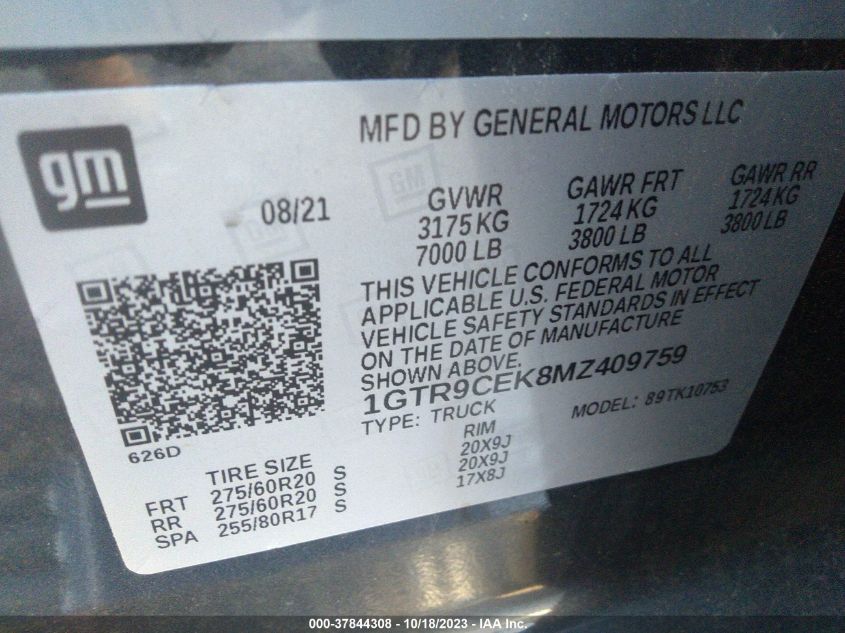 MFD BY GENERAL MOTORS LLC
gm
08/21
GVWR
3175 KG
7000 LB
GAWR FRT
1724 KG
3800 LB
GAWR RR
1724 KG
3800 LB
THIS VEHICLE CONFORMS TO ALL
APPLICABLE U.S. FEDERAL MOTOR
VEHICLE SAFETY STANDARDS IN EFFECT
ON THE DATE OF MANUFACTURE
SHOWN ABOVE.
1GTR9CEK8MZ409759
TYPE: TRUCK
MODEL: 89TK10753
626D
TIRE SIZE
RIM
FRT 275/60R20 S 20X9J
RR 275/60R20 S 20X9J
SPA 255/80R17 S 17X8J
GM
000-37844308 - 10/18/2023 - IAA Inc.